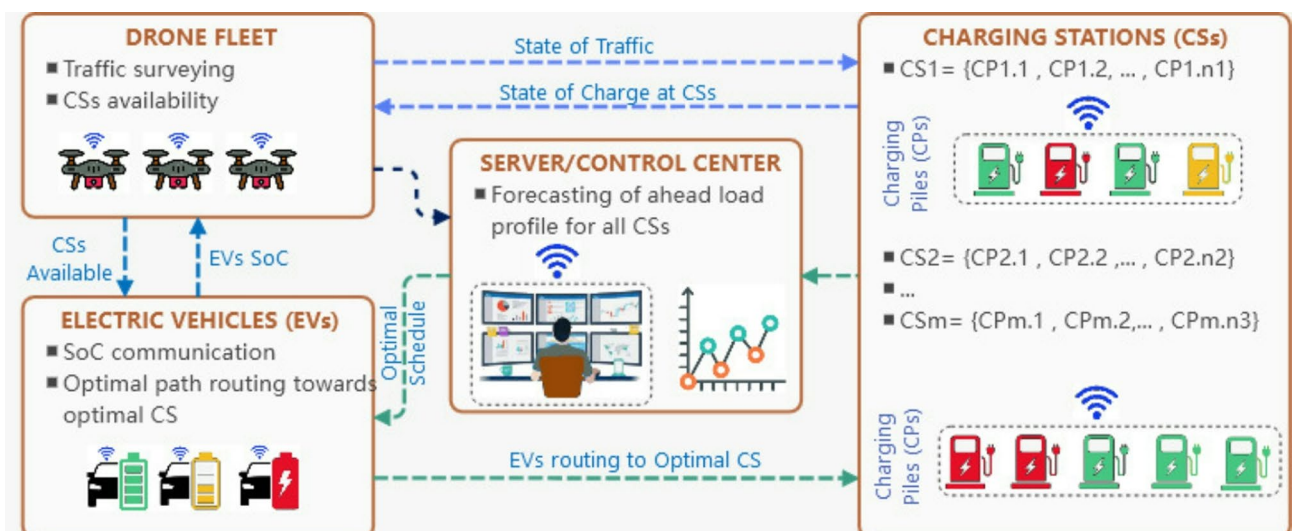 DRONE FLEET
▪ Traffic surveying
▪ CSs availability
State of Traffic
State of Charge at CSs
CHARGING STATIONS (CSs)
▪ CS1= {CP1.1 , CP1.2, ... , CP1.n1}
Charging
Piles (CPs)
SERVER/CONTROL CENTER
▪ Forecasting of ahead load
profile for all CSs
CSs
Available
EVs SoC
▪ CS2= {CP2.1 , CP2.2 ,... , CP2.n2}
▪ ...
▪ CSm= {CPm.1 , CPm.2,... , CPm.n3}
Optimal
Schedule
ELECTRIC VEHICLES (EVs)
▪ SoC communication
▪ Optimal path routing towards
optimal CS
EVs routing to Optimal CS
Charging
Piles (CPs)